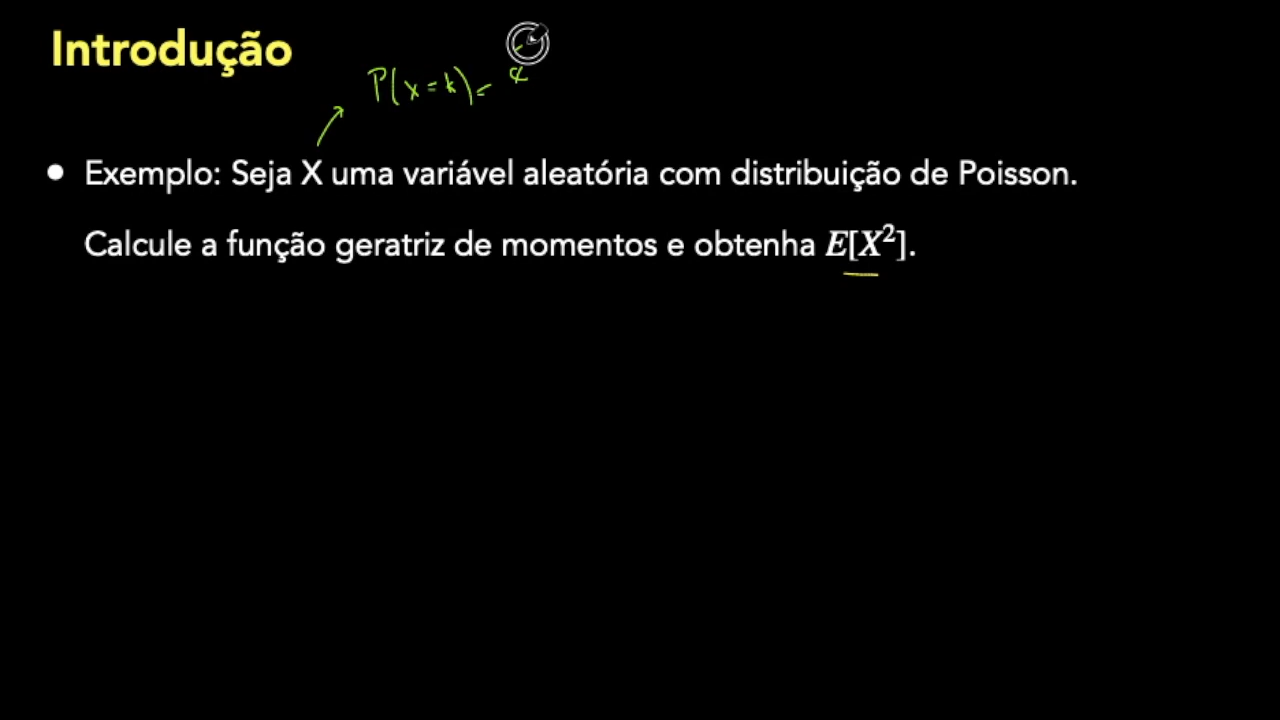 Introdução
P(x=k)=
• Exemplo: Seja X uma variável aleatória com distribuição de Poisson.
Calcule a função geratriz de momentos e obtenha E[X²].